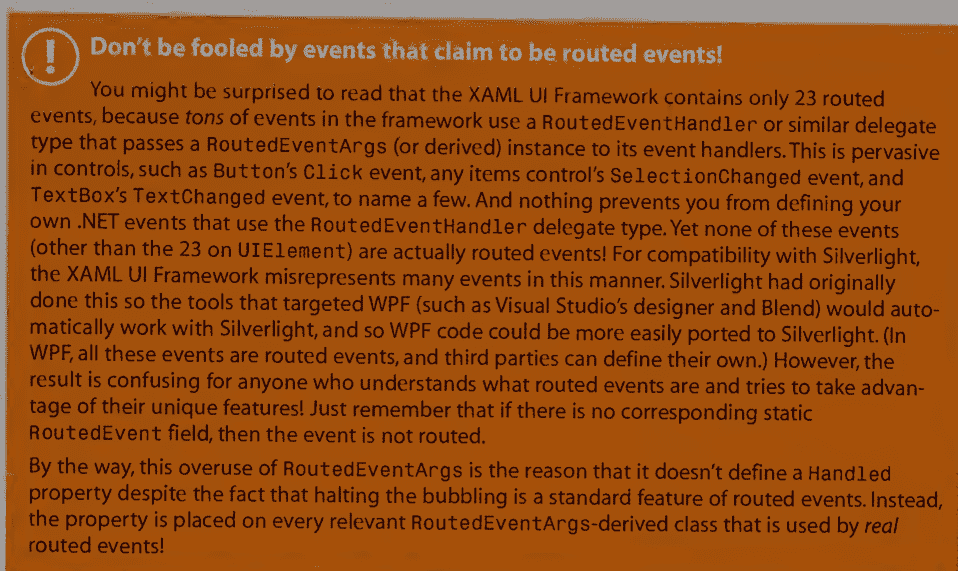 ! Don't be fooled by events that claim to be routed events!
You might be surprised to read that the XAML UI Framework contains only 23 routed
events, because tons of events in the framework use a RoutedEventHandler or similar delegate
type that passes a RoutedEventArgs (or derived) instance to its event handlers. This is pervasive
in controls, such as Button's Click event, any items control's SelectionChanged event, and
TextBox's TextChanged event, to name a few. And nothing prevents you from defining your
own .NET events that use the RoutedEventHandler delegate type. Yet none of these events
(other than the 23 on UIElement) are actually routed events! For compatibility with Silverlight,
the XAML UI Framework misrepresents many events in this manner. Silverlight had originally
done this so the tools that targeted WPF (such as Visual Studio's designer and Blend) would auto-
matically work with Silverlight, and so WPF code could be more easily ported to Silverlight. (In
WPF, all these events are routed events, and third parties can define their own.) However, the
result is confusing for anyone who understands what routed events are and tries to take advan-
tage of their unique features! Just remember that if there is no corresponding static
RoutedEvent field, then the event is not routed.
By the way, this overuse of RoutedEventArgs is the reason that it doesn't define a Handled
property despite the fact that halting the bubbling is a standard feature of routed events. Instead,
the property is placed on every relevant RoutedEventArgs-derived class that is used by real
routed events!